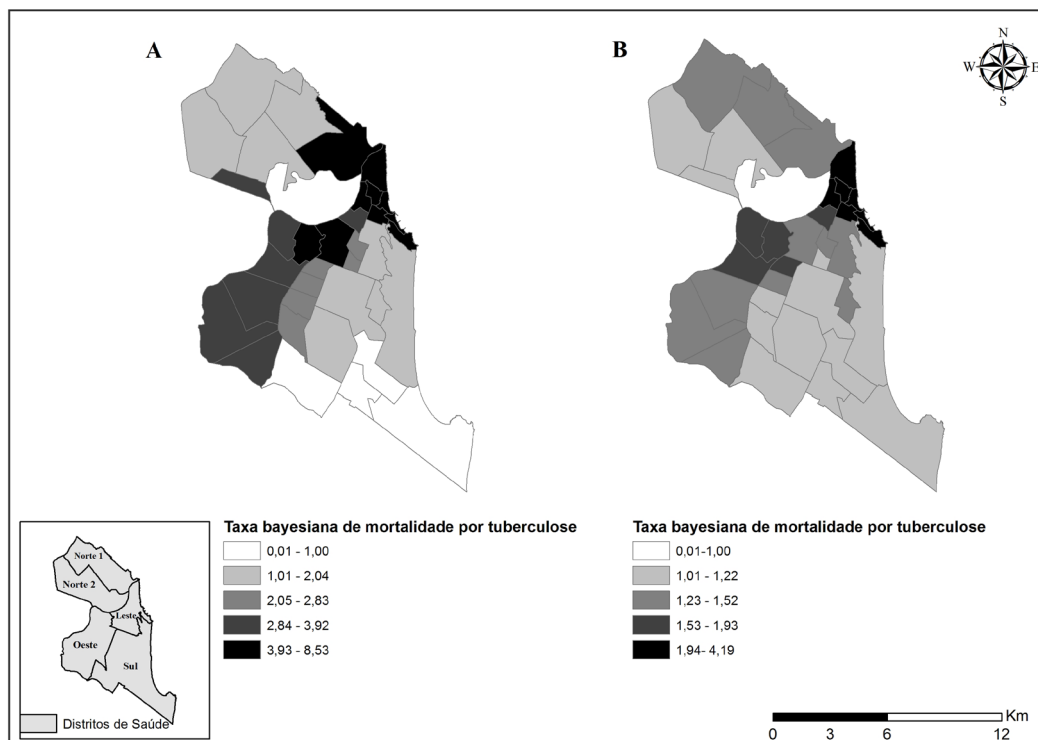 A
B
N
W
E
S
Taxa bayesiana de mortalidade por tuberculose
0,01 - 1,00
1,01 - 2,04
2,05 - 2,83
2,84 - 3,92
3,93 - 8,53
Taxa bayesiana de mortalidade por tuberculose
0,01-1,00
1,01 - 1,22
1,23 - 1,52
1,53 - 1,93
1,94- 4,19
Norte 1
Norte 2
Leste
Oeste
Sul
Distritos de Saúde
Km
0 3 6 12